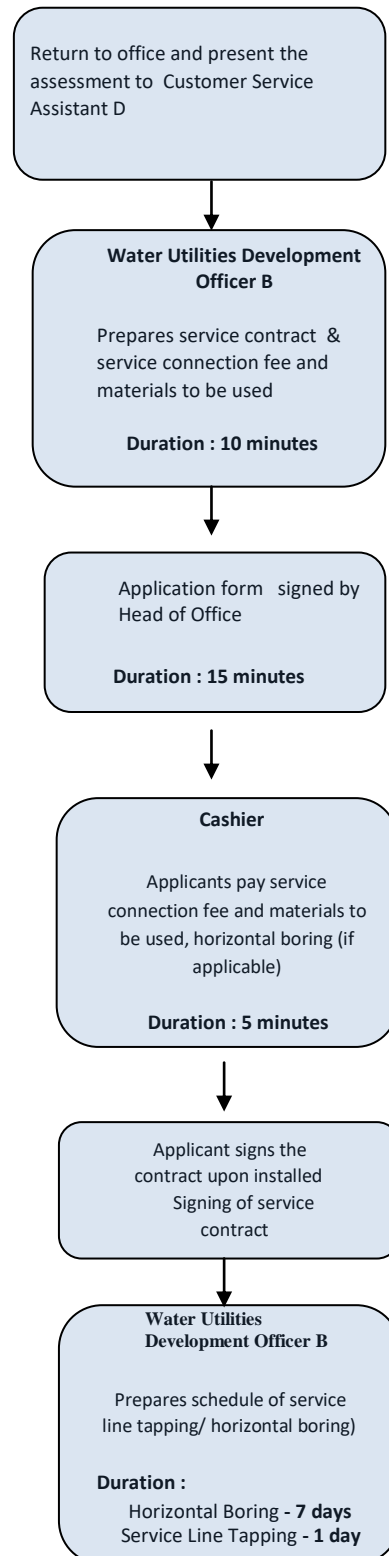 Return to office and present the
assessment to Customer Service
Assistant D
Water Utilities Development
Officer B
Prepares service contract &
service connection fee and
materials to be used
Duration : 10 minutes
Application form signed by
Head of Office
Duration : 15 minutes
Cashier
Applicants pay service
connection fee and materials to
be used, horizontal boring (if
applicable)
Duration : 5 minutes
Applicant signs the
contract upon installed
Signing of service
contract
Water Utilities
Development Officer B
Prepares schedule of service
line tapping/ horizontal boring)
Duration :
Horizontal Boring - 7 days
Service Line Tapping - 1 day